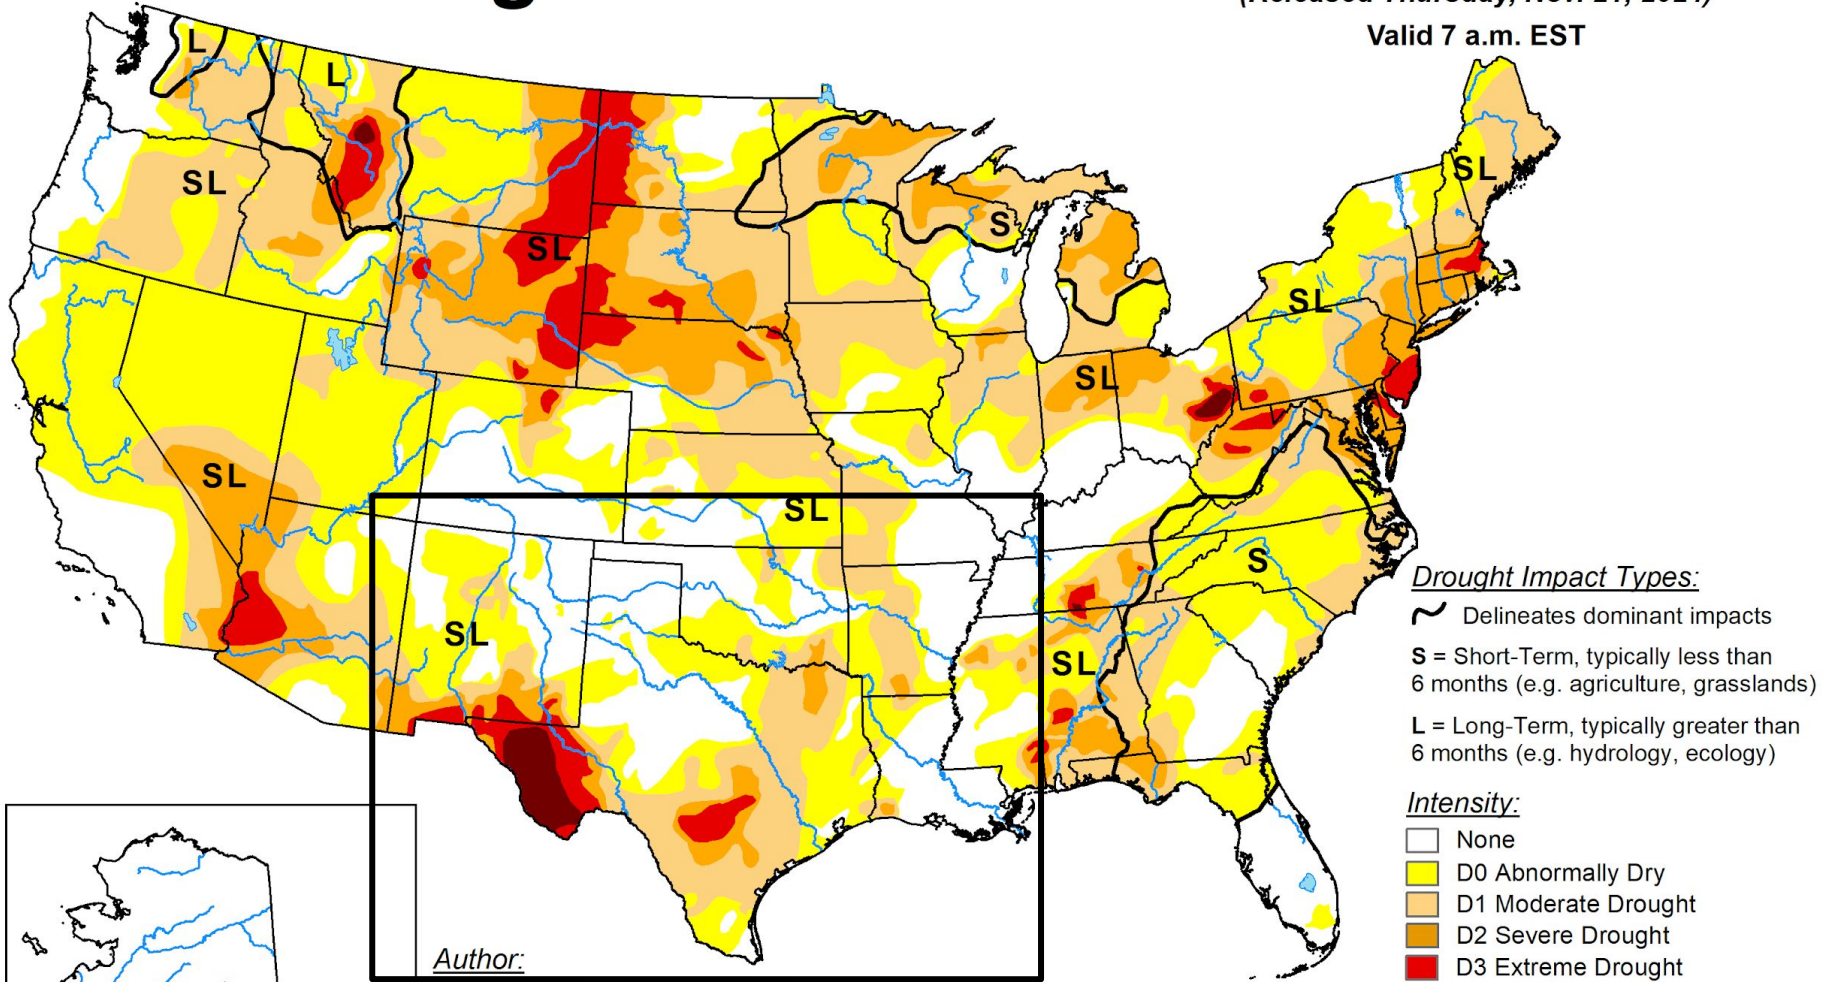 Valid 7 a.m. EST
L
L
SL
SL
S
SL
SL
SL
SL
SL
SL
S
SL
SL
Drought Impact Types:
Delineates dominant impacts
S = Short-Term, typically less than
6 months (e.g. agriculture, grasslands)
L = Long-Term, typically greater than
6 months (e.g. hydrology, ecology)
Intensity:
None
D0 Abnormally Dry
D1 Moderate Drought
D2 Severe Drought
D3 Extreme Drought
Author: